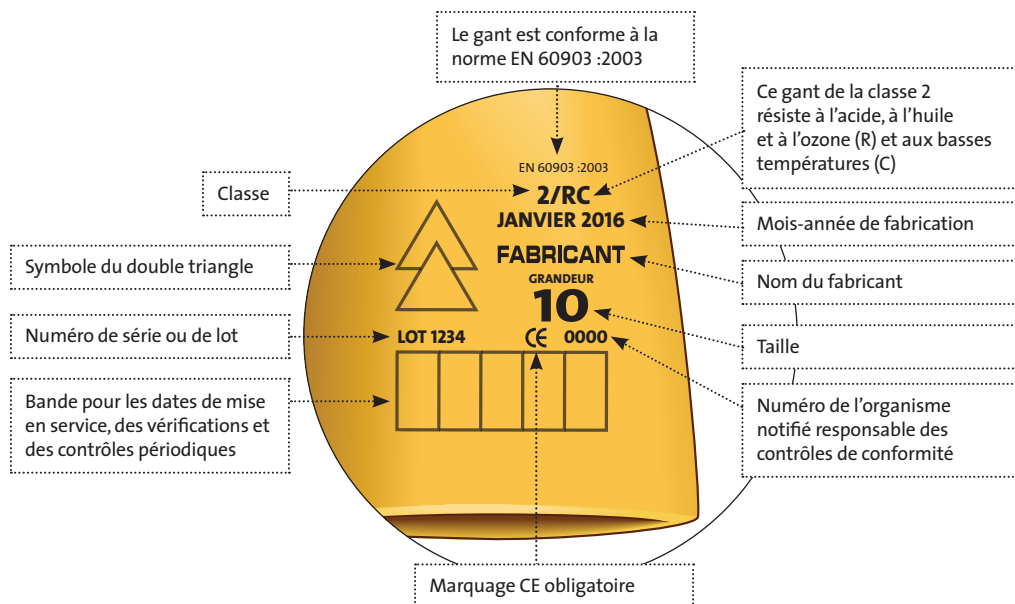 Le gant est conforme à la
norme EN 60903 :2003
Ce gant de la classe 2
résiste à l'acide, à l'huile
et à l'ozone (R) et aux basses
températures (C)
EN 60903 :2003
Classe
2/RC
JANVIER 2016
Mois-année de fabrication
FABRICANT
Symbole du double triangle
Nom du fabricant
GRANDEUR
10
Numéro de série ou de lot
LOT 1234
CE
0000
Taille
Bande pour les dates de mise
en service, des vérifications et
des contrôles périodiques
Numéro de l'organisme
notifié responsable des
contrôles de conformité
Marquage CE obligatoire